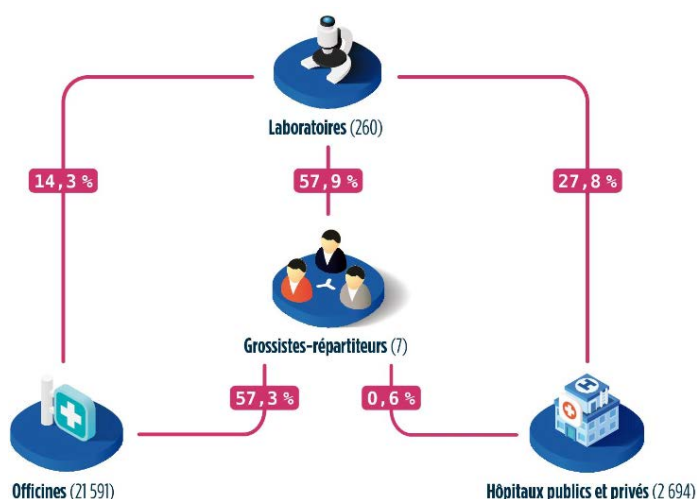 Laboratoires (260)
14,3 %
57,9 %
27,8 %
Grossistes-répartiteurs (7)
57,3 %
0,6 %
Officines (21 591)
Hôpitaux publics et privés (2 694)